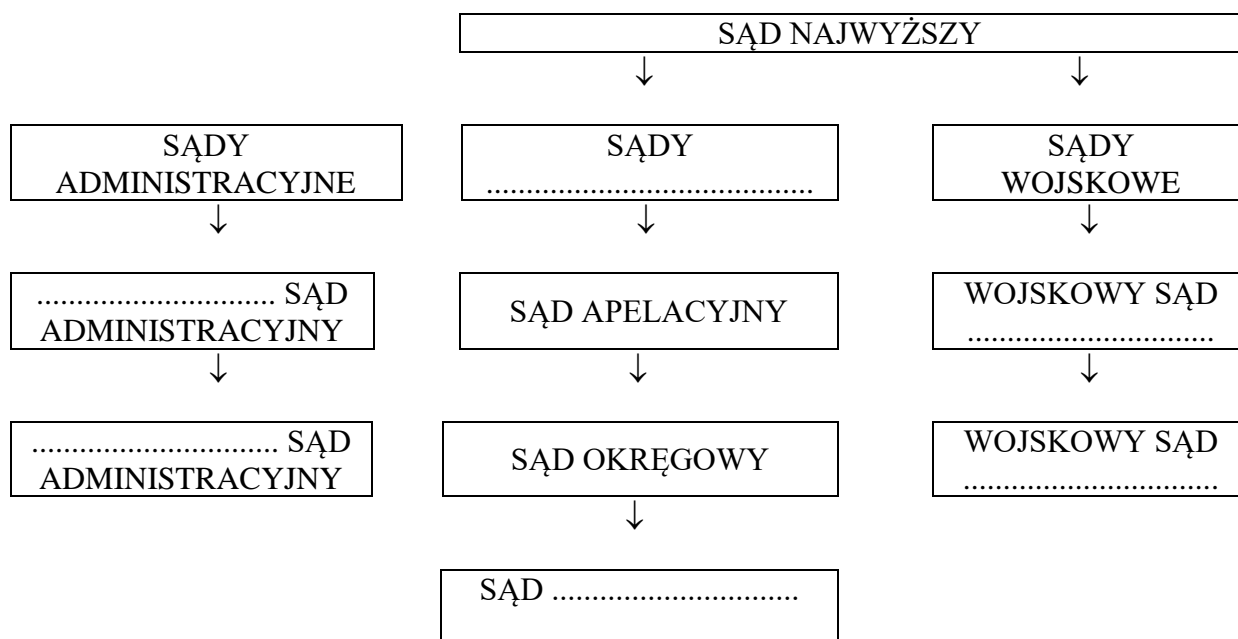 SĄD NAJWYŻSZY
↓ ↓
SĄDY
ADMINISTRACYJNE
SĄDY
.........................................
SĄDY
WOJSKOWE
↓ ↓ ↓
.............................. SĄD
ADMINISTRACYJNY
SĄD APELACYJNY
WOJSKOWY SĄD
...............................
↓ ↓ ↓
............................... SĄD
ADMINISTRACYJNY
SĄD OKRĘGOWY
WOJSKOWY SĄD
................................
↓
SĄD ...............................